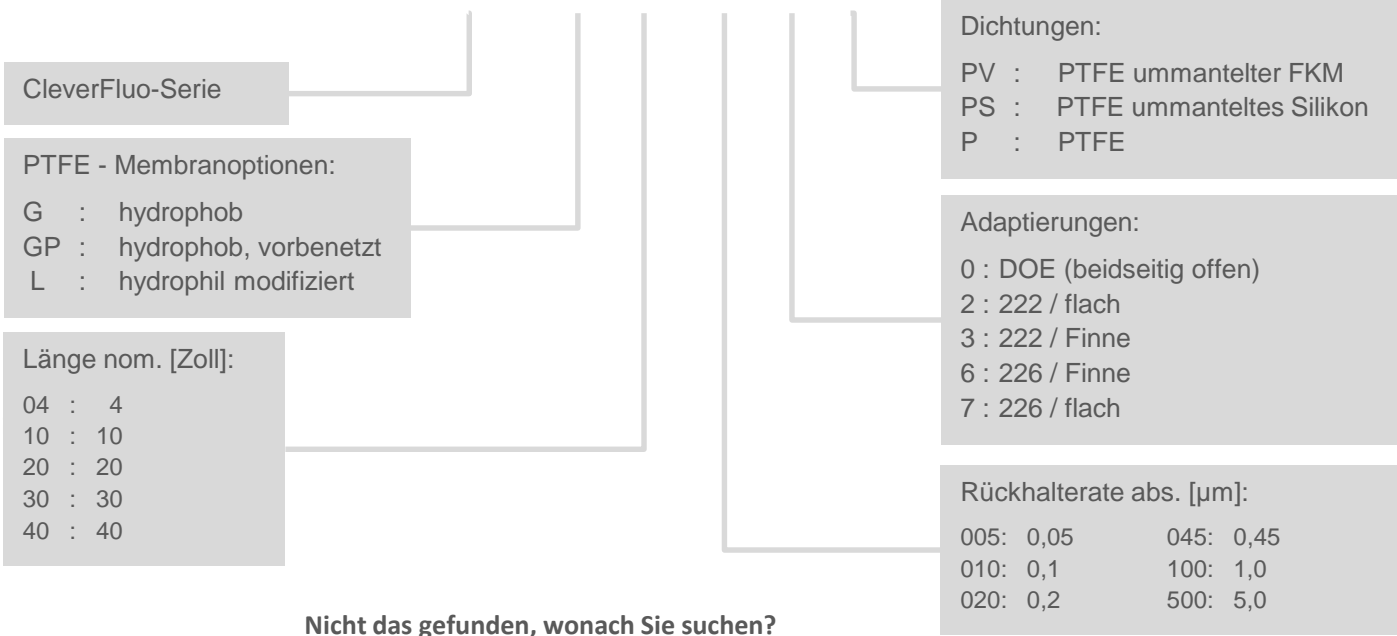 CleverFluo-Serie
PTFE - Membranoptionen:
G : hydrophob
GP : hydrophob, vorbenetzt
L : hydrophil modifiziert
Länge nom. [Zoll]:
04 : 4
10 : 10
20 : 20
30 : 30
40 : 40
Dichtungen:
PV : PTFE ummantelter FKM
PS : PTFE ummanteltes Silikon
P : PTFE
Adaptierungen:
0 : DOE (beidseitig offen)
2 : 222 / flach
3 : 222 / Finne
6 : 226 / Finne
7 : 226 / flach
Rückhalterate abs. [µm]:
005: 0,05 045: 0,45
010: 0,1 100: 1,0
020: 0,2 500: 5,0
Nicht das gefunden, wonach Sie suchen?